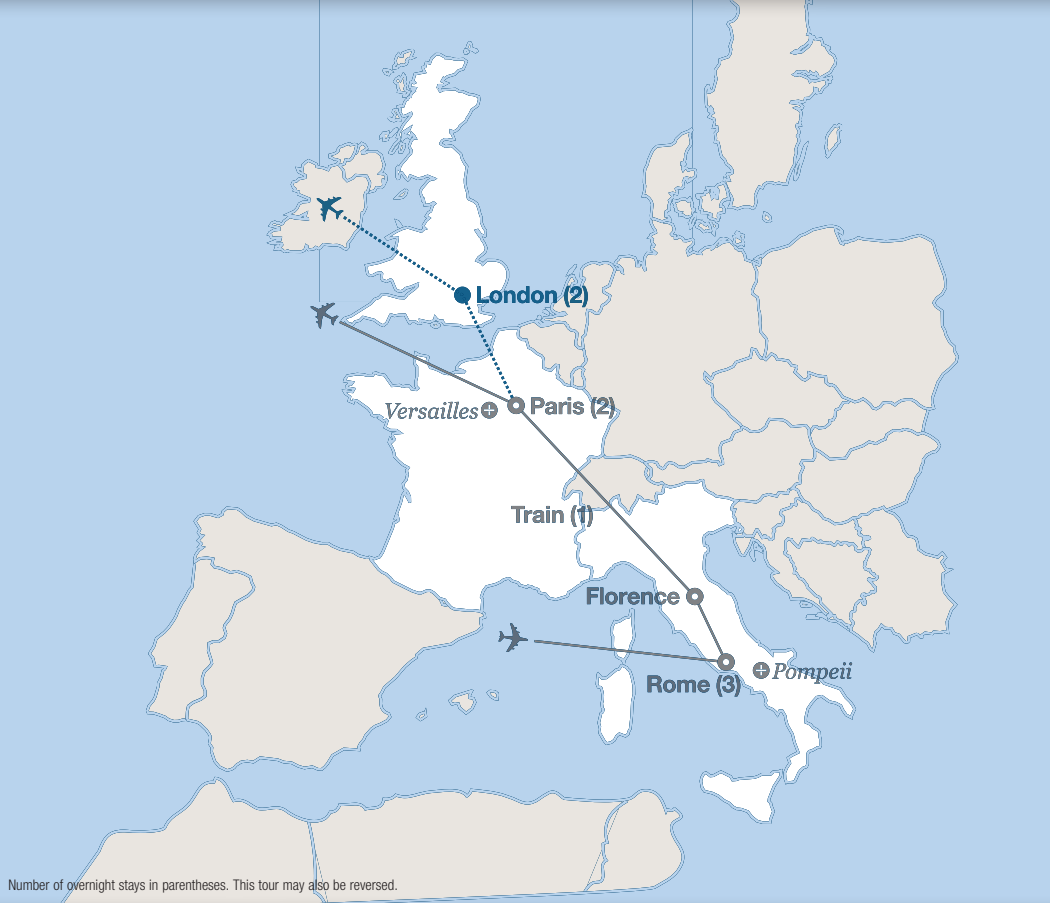 London (2)
Versailles
Paris (2)
Train (1)
Florence
Pompeii
Rome (3)
Number of overnight stays in parentheses. This tour may also be reversed.